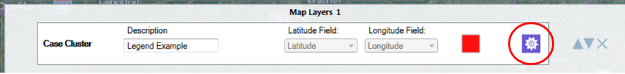 Map Layers 1
Description
Latitude Field:
Longitude Field:
Case Cluster
Legend Example
Latitude
Longitude